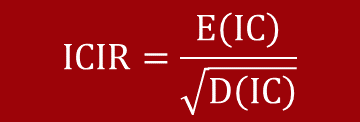 ICIR = E(IC) / √D(IC)